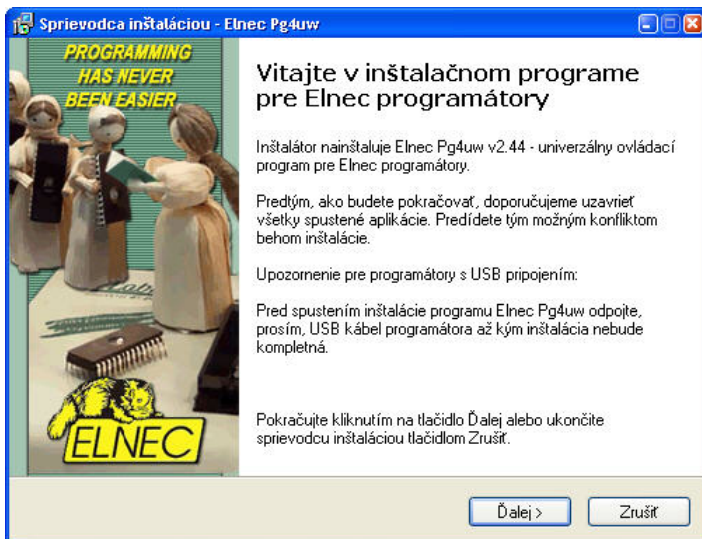 Sprievodca inštaláciou - Elnec Pg4uw
PROGRAMMING
HAS NEVER
BEEN EASIER
Vitajte v inštalačnom programe
pre Elnec programátory
Inštalátor nainštaluje Elnec Pg4uw v2.44 - univerzálny ovládací
program pre Elnec programátory.
Predtým, ako budete pokračovať, doporučujeme uzavrieť
všetky spustené aplikácie. Predídete tým možným konfliktom
behom inštalácie.
Upozornenie pre programátory s USB pripojením:
Pred spustením inštalácie programu Elnec Pg4uw odpojte,
prosím, USB kábel programátora až kým inštalácia nebude
kompletná.
Pokračujte kliknutím na tlačidlo Ďalej alebo ukončite
sprievodcu inštaláciou tlačidlom Zrušiť.
ELNEC
Ďalej >
Zrušiť